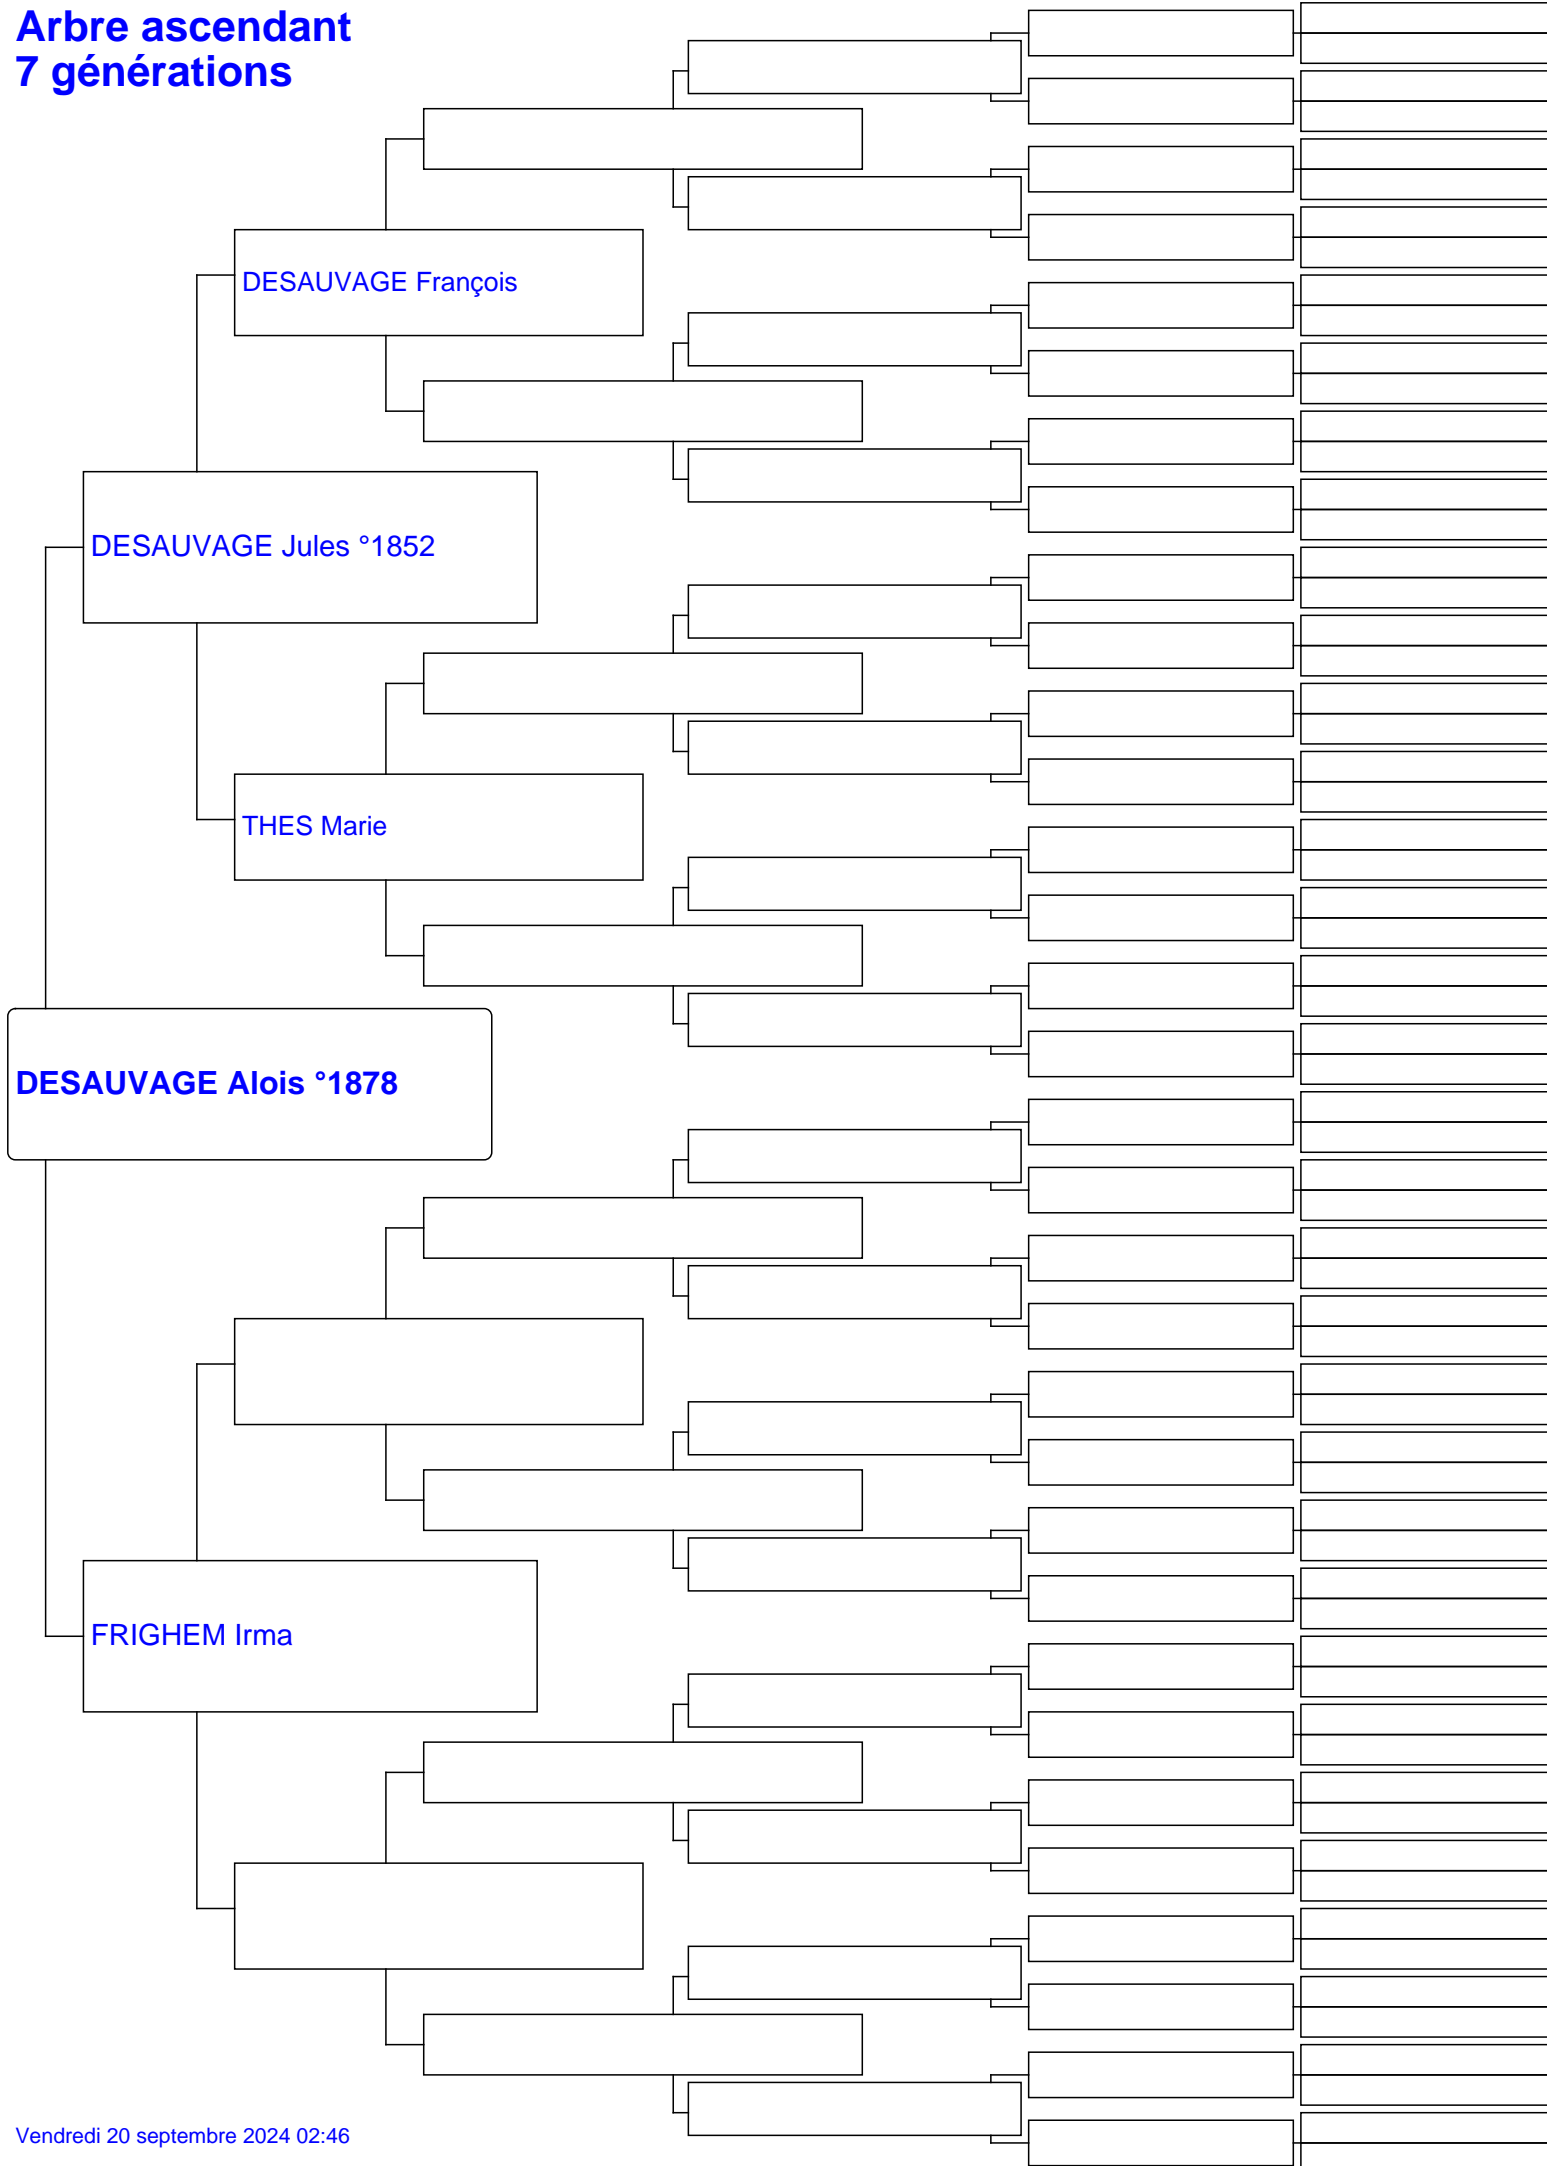 Arbre ascendant
7 générations
DESAUVAGE François
DESAUVAGE Jules °1852
THES Marie
DESAUVAGE Alois °1878
FRIGHEM Irma
Vendredi 20 septembre 2024 02:46